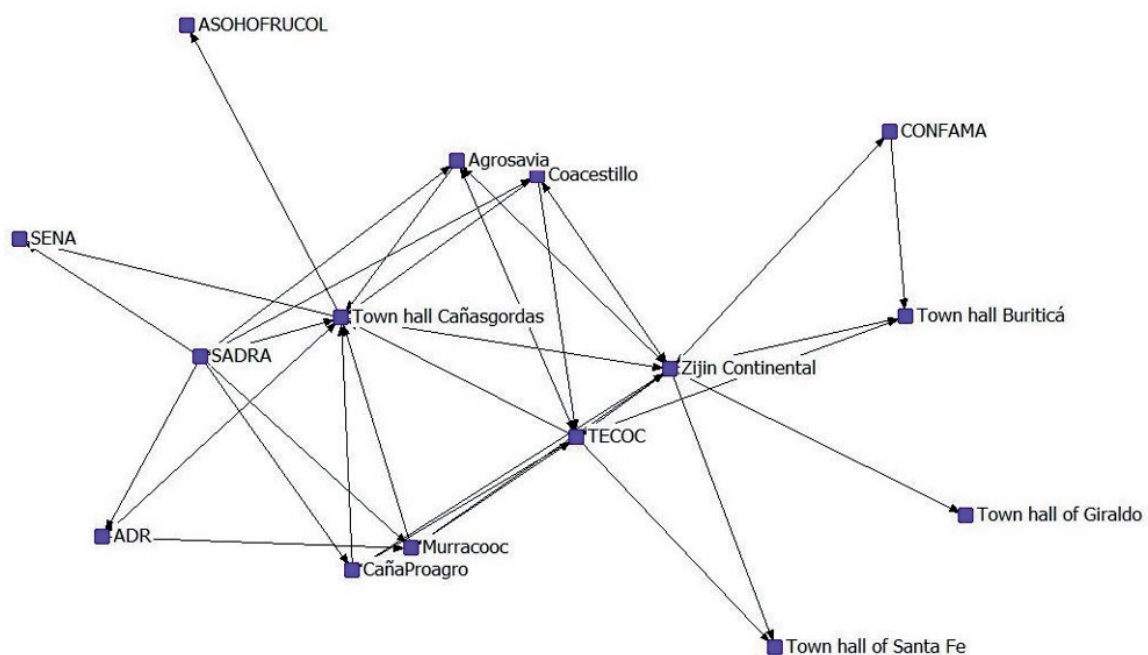 ASOHOFRUCOL
CONFAMA
Agrosavia
Coacestillo
SENA
Town hall Cañasgordas
Town hall Buriticá
SADRA
Zijin Continental
TECOC
Town hall of Giraldo
ADR
Murracooc
CañaProagro
Town hall of Santa Fe